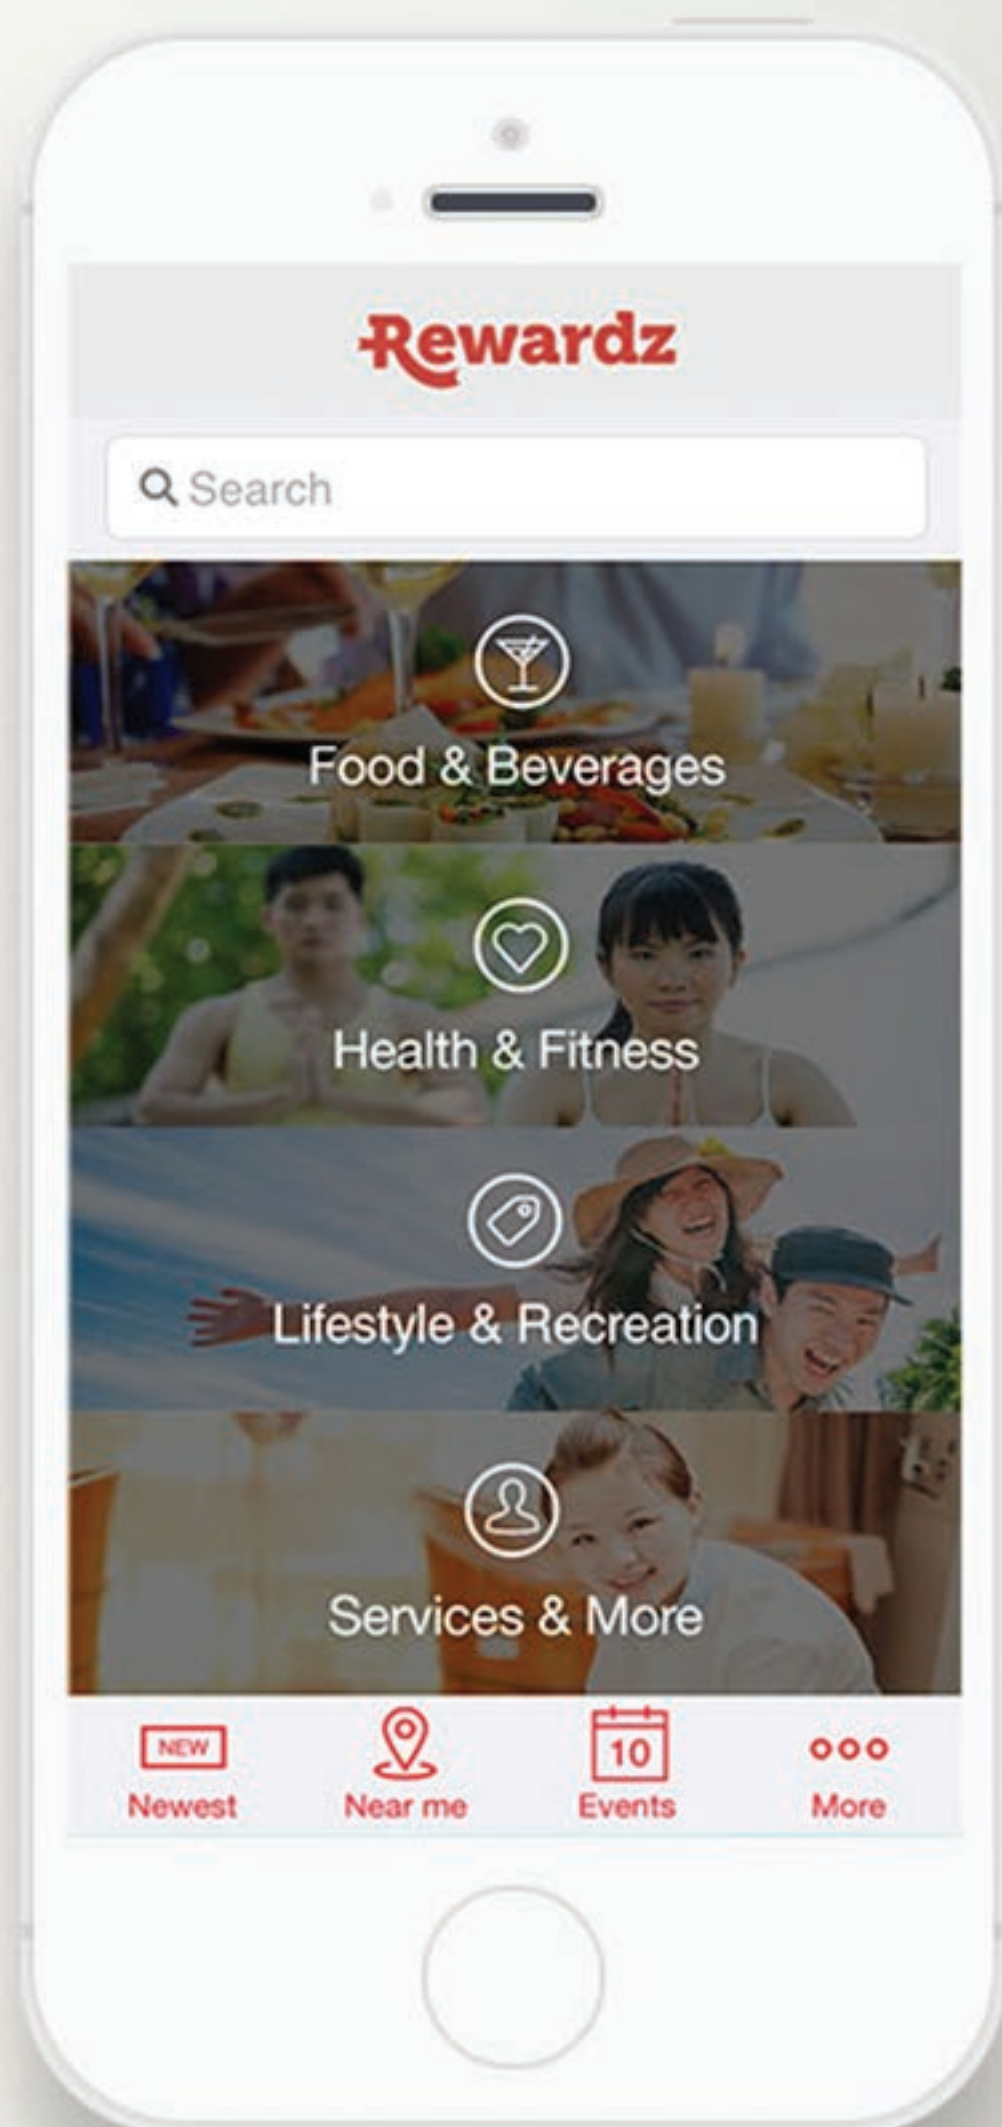 Rewardz
Search
Food & Beverages
Health & Fitness
Lifestyle & Recreation
Services & More
NEW
10
Newest
Near me
Events
More